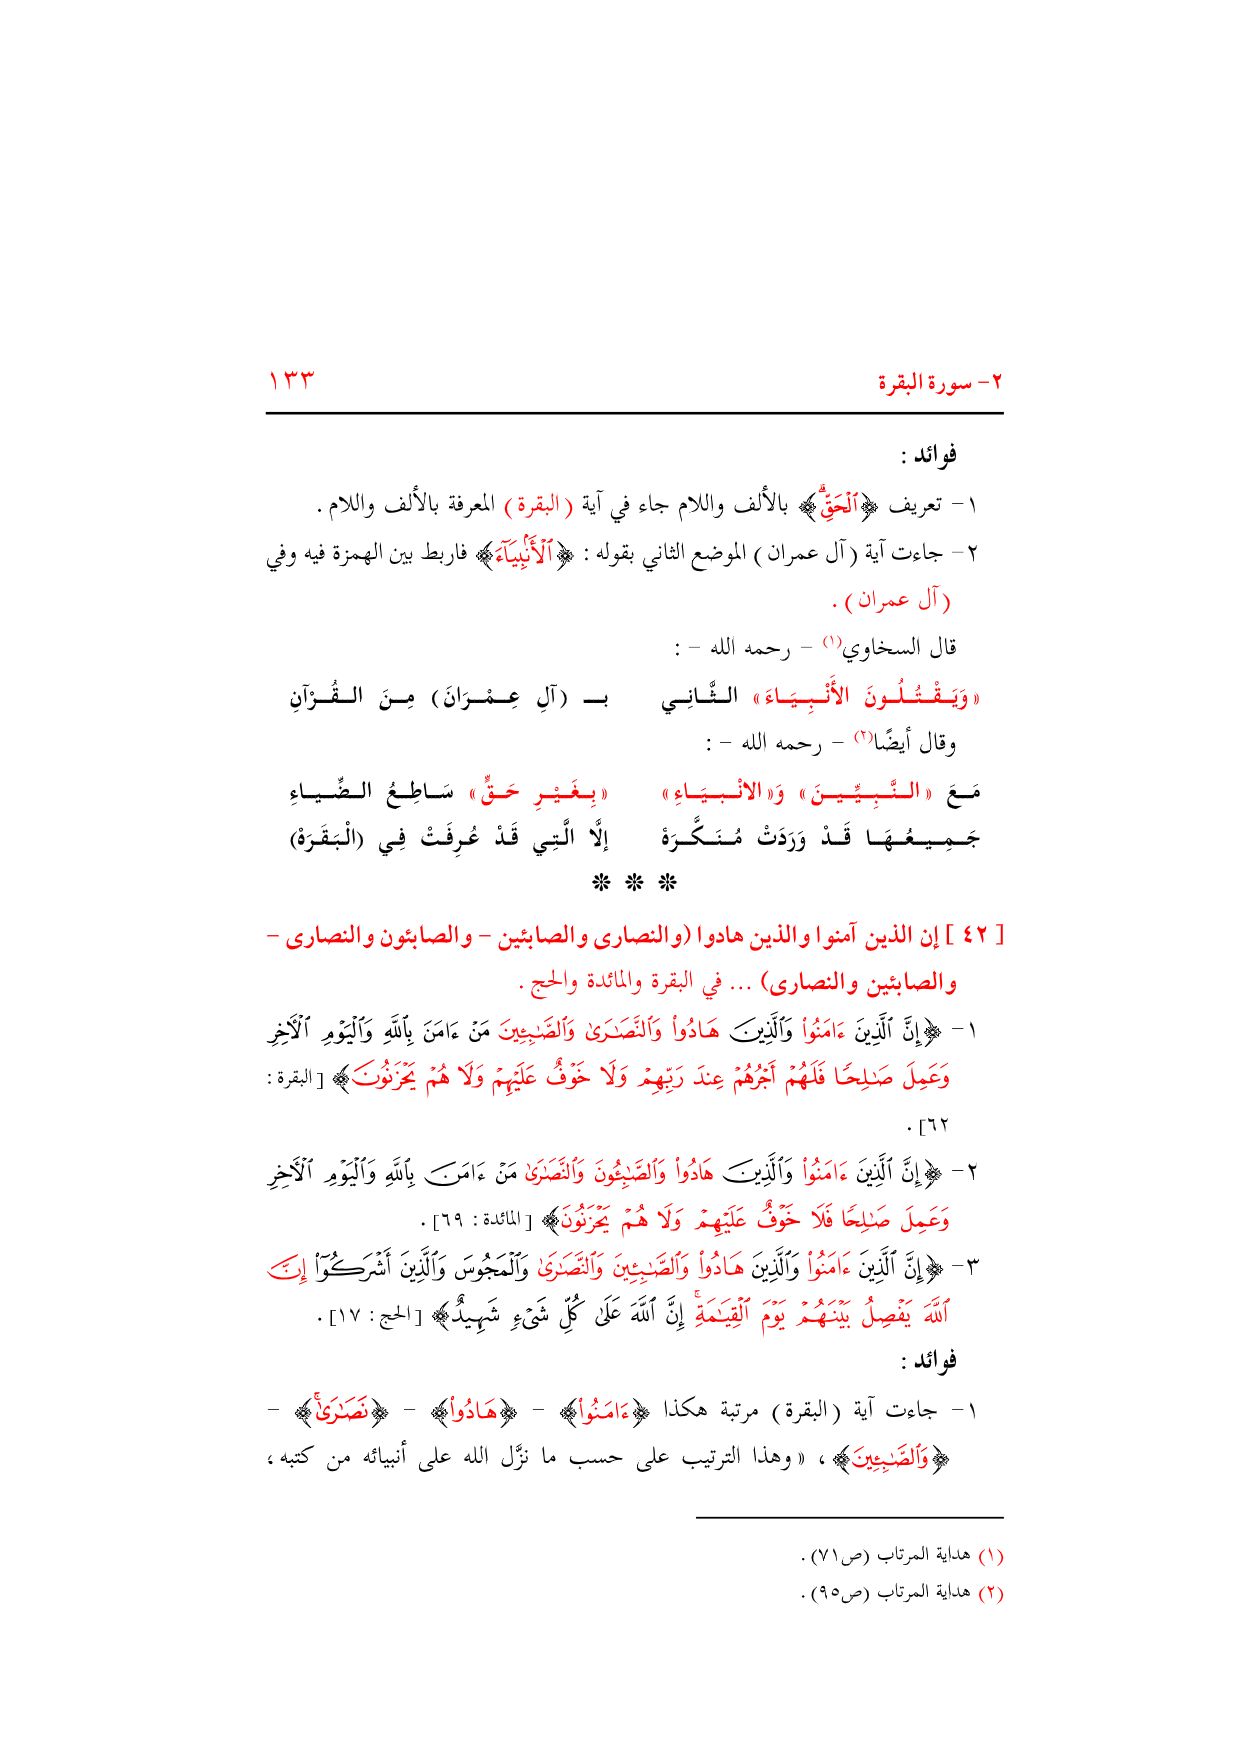 ٢- سورة البقرة ١٣٣
فوائد :
١- تعريف ﴿ٱلْحَقِّۗ﴾ بالألف واللام جاء في آية (البقرة) المعرفة بالألف واللام .
٢- جاءت آية (آل عمران) الموضع الثاني بقوله : ﴿ٱلْأَنۢبِيَآءَ﴾ فاربط بين الهمزة فيه وفي
(آل عمران) .
قال السخاوي(١) - رحمه الله - :
«وَيَقْتُلُونَ الأَنْبِيَاءَ» الثَّانِي بـ (آلِ عِمْرَانَ) مِنَ القُرْآنِ
وقال أيضًا(٢) - رحمه الله - :
مَعَ «النَّبِيِّينَ» وَ«الانْبيَاءِ» «بِغَيْرِ حَقٍّ» سَاطِعُ الضِّيَاءِ
جَمِيعُهَا قَدْ وَرَدَتْ مُنَكَّرَهْ إلَّا الَّتِي قَدْ عُرِفَتْ فِي (الْبَقَرَهْ)
* * *
[ ٤٢ ] إن الذين آمنوا والذين هادوا (والنصارى والصابئين - والصابئون والنصارى -
والصابئين والنصارى) ... في البقرة والمائدة والحج .
١- ﴿إِنَّ ٱلَّذِينَ ءَامَنُوا۟ وَٱلَّذِينَ هَادُوا۟ وَٱلنَّصَـٰرَىٰ وَٱلصَّـٰبِـِٔينَ مَنْ ءَامَنَ بِٱللَّهِ وَٱلْيَوْمِ ٱلْـَٔاخِرِ
وَعَمِلَ صَـٰلِحًا فَلَهُمْ أَجْرُهُمْ عِندَ رَبِّهِمْ وَلَا خَوْفٌ عَلَيْهِمْ وَلَا هُمْ يَحْزَنُونَ﴾ [البقرة :
٦٢] .
٢- ﴿إِنَّ ٱلَّذِينَ ءَامَنُوا۟ وَٱلَّذِينَ هَادُوا۟ وَٱلصَّـٰبِـُٔونَ وَٱلنَّصَـٰرَىٰ مَنْ ءَامَنَ بِٱللَّهِ وَٱلْيَوْمِ ٱلْـَٔاخِرِ
وَعَمِلَ صَـٰلِحًا فَلَا خَوْفٌ عَلَيْهِمْ وَلَا هُمْ يَحْزَنُونَ﴾ [المائدة : ٦٩] .
٣- ﴿إِنَّ ٱلَّذِينَ ءَامَنُوا۟ وَٱلَّذِينَ هَادُوا۟ وَٱلصَّـٰبِـِٔينَ وَٱلنَّصَـٰرَىٰ وَٱلْمَجُوسَ وَٱلَّذِينَ أَشْرَكُوٓا۟ إِنَّ
ٱللَّهَ يَفْصِلُ بَيْنَهُمْ يَوْمَ ٱلْقِيَـٰمَةِۚ إِنَّ ٱللَّهَ عَلَىٰ كُلِّ شَىْءٍ شَهِيدٌ﴾ [الحج : ١٧] .
فوائد :
١- جاءت آية (البقرة) مرتبة هكذا ﴿ءَامَنُوا۟﴾ - ﴿هَادُوا۟﴾ - ﴿نَصَـٰرَىٰۚ﴾ -
﴿وَٱلصَّـٰبِـِٔينَ﴾ ، «وهذا الترتيب على حسب ما نزَّل الله على أنبيائه من كتبه ،
(١) هداية المرتاب (ص٧١) .
(٢) هداية المرتاب (ص٩٥) .